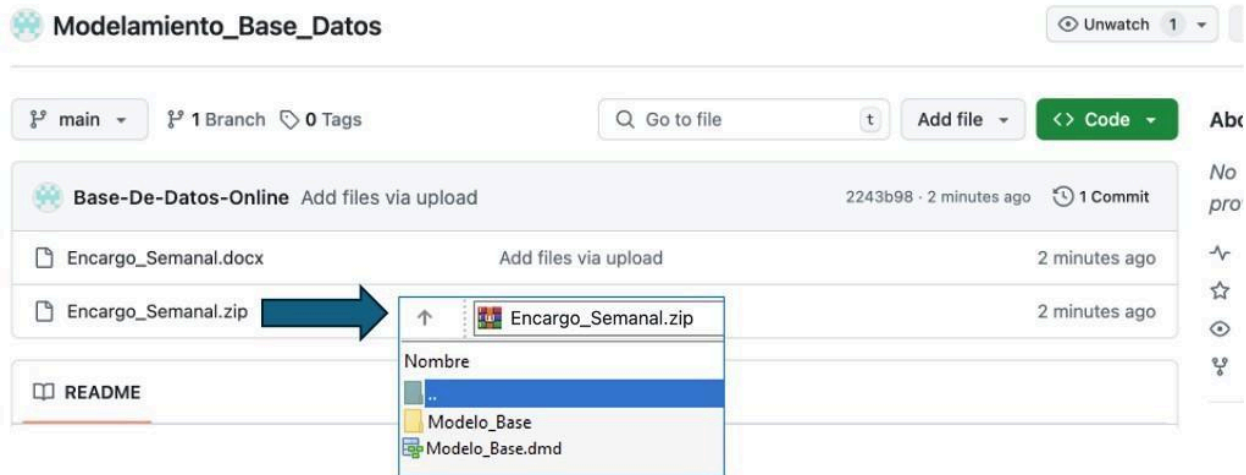 Modelamiento_Base_Datos
Unwatch 1
main 1 Branch 0 Tags
Go to file t
Add file
<> Code
No
Base-De-Datos-Online Add files via upload
2243b98 · 2 minutes ago 1 Commit
Encargo_Semanal.docx Add files via upload 2 minutes ago
Encargo_Semanal.zip 2 minutes ago
Encargo_Semanal.zip
Nombre
..
Modelo_Base
Modelo_Base.dmd
README